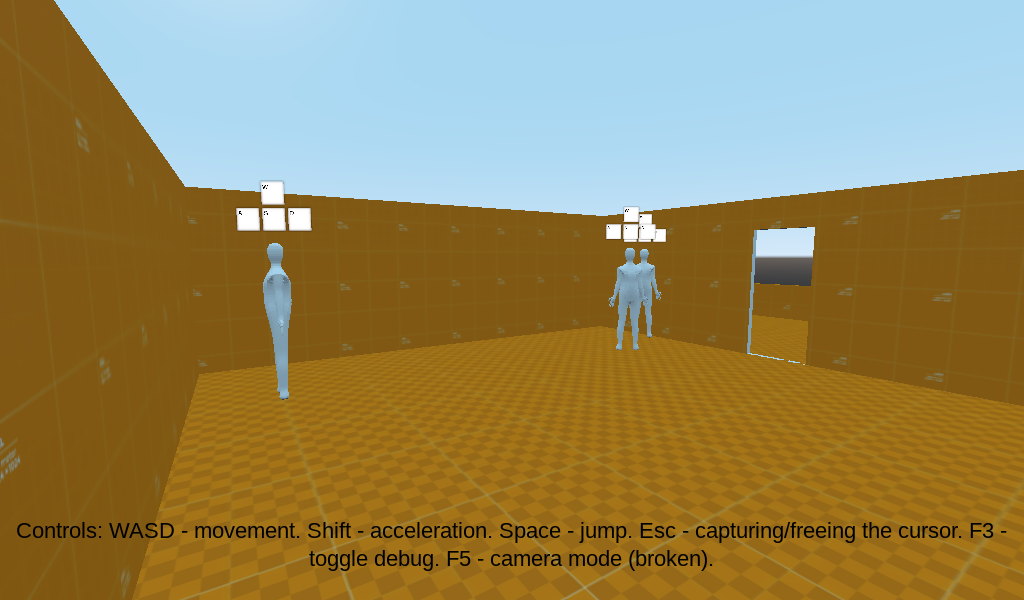 W
A S D
W
Controls: WASD - movement. Shift - acceleration. Space - jump. Esc - capturing/freeing the cursor. F3 -
toggle debug. F5 - camera mode (broken).